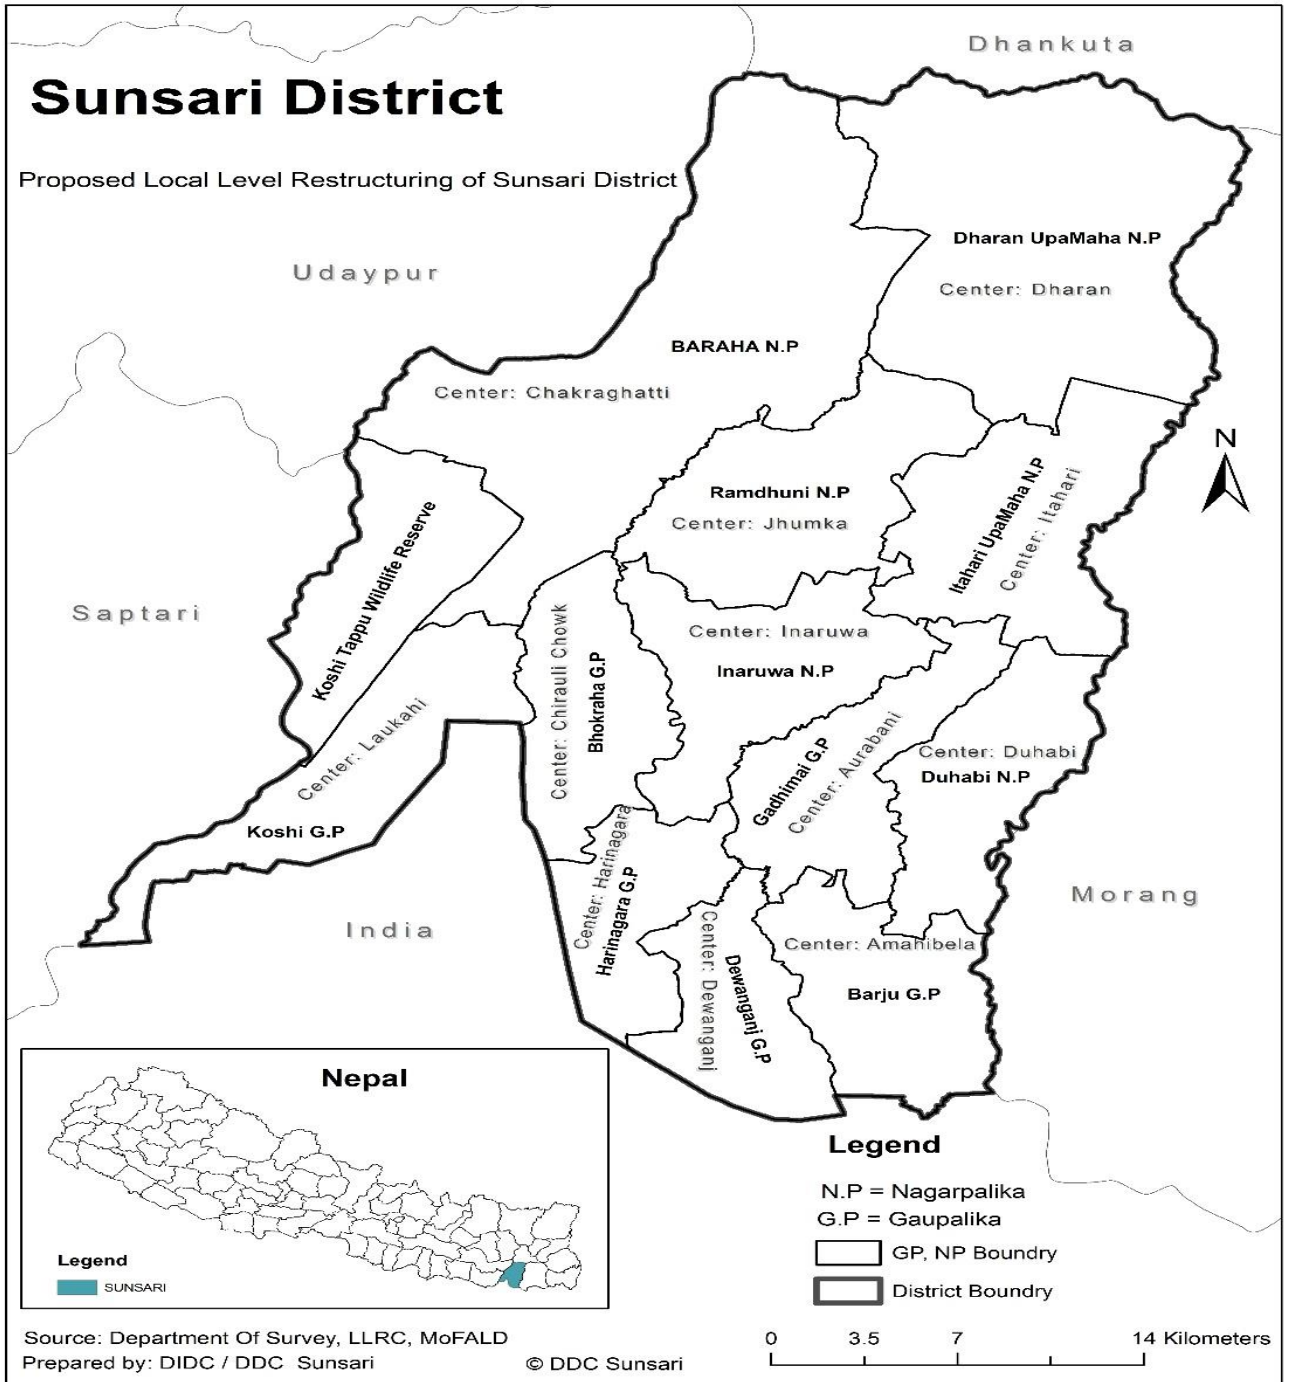 Dhankuta
Sunsari District
Proposed Local Level Restructuring of Sunsari District
Dharan UpaMaha N.P
Center: Dharan
Udaypur
BARAHA N.P
Center: Chakraghatti
N
Ramdhuni N.P
Center: Jhumka
Itahari UpaMaha N.P
Center: Itahari
Koshi Tappu Wildlife Reserve
Saptari
Center: Inaruwa
Inaruwa N.P
Center: Chirauli Chowk
Bhokraha G.P
Center: Laukahi
Koshi G.P
Gadhimai G.P
Center: Aurabani
Center: Duhabi
Duhabi N.P
Center: Harinagara
Harinagara G.P
Morang
India
Center: Dewanganj
Dewanganj G.P
Center: Amahibela
Barju G.P
Nepal
Legend
SUNSARI
Legend
N.P = Nagarpalika
G.P = Gaupalika
GP, NP Boundry
District Boundry
Source: Department Of Survey, LLRC, MoFALD
Prepared by: DIDC / DDC Sunsari
© DDC Sunsari
0 3.5 7 14 Kilometers